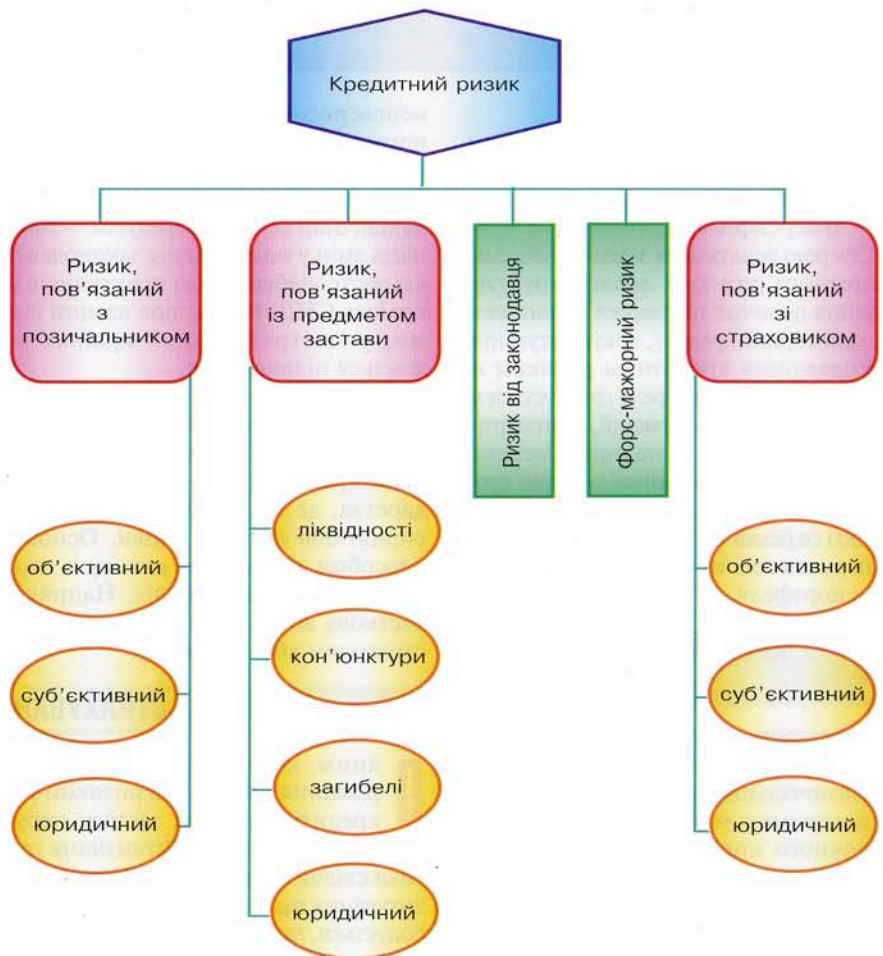 Кредитний ризик
Ризик,
пов’язаний
з
позичальником
Ризик,
пов’язаний
із предметом
застави
Ризик від законодавця
Форс-мажорний ризик
Ризик,
пов’язаний
зі
страховиком
об’єктивний
суб’єктивний
юридичний
ліквідності
кон’юнктури
загибелі
юридичний
об’єктивний
суб’єктивний
юридичний